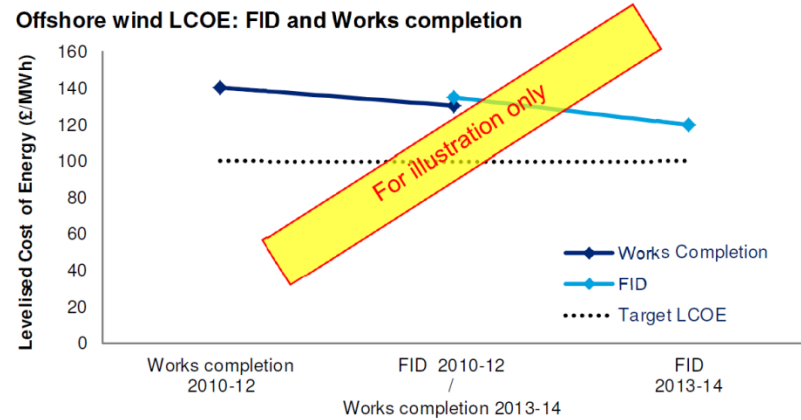 Offshore wind LCOE: FID and Works completion
Levelised Cost of Energy (£/MWh)
160
140
120
100
80
60
40
20
0
For illustration only
Works Completion
FID
Target LCOE
Works completion
2010-12
FID 2010-12
/
Works completion 2013-14
FID
2013-14